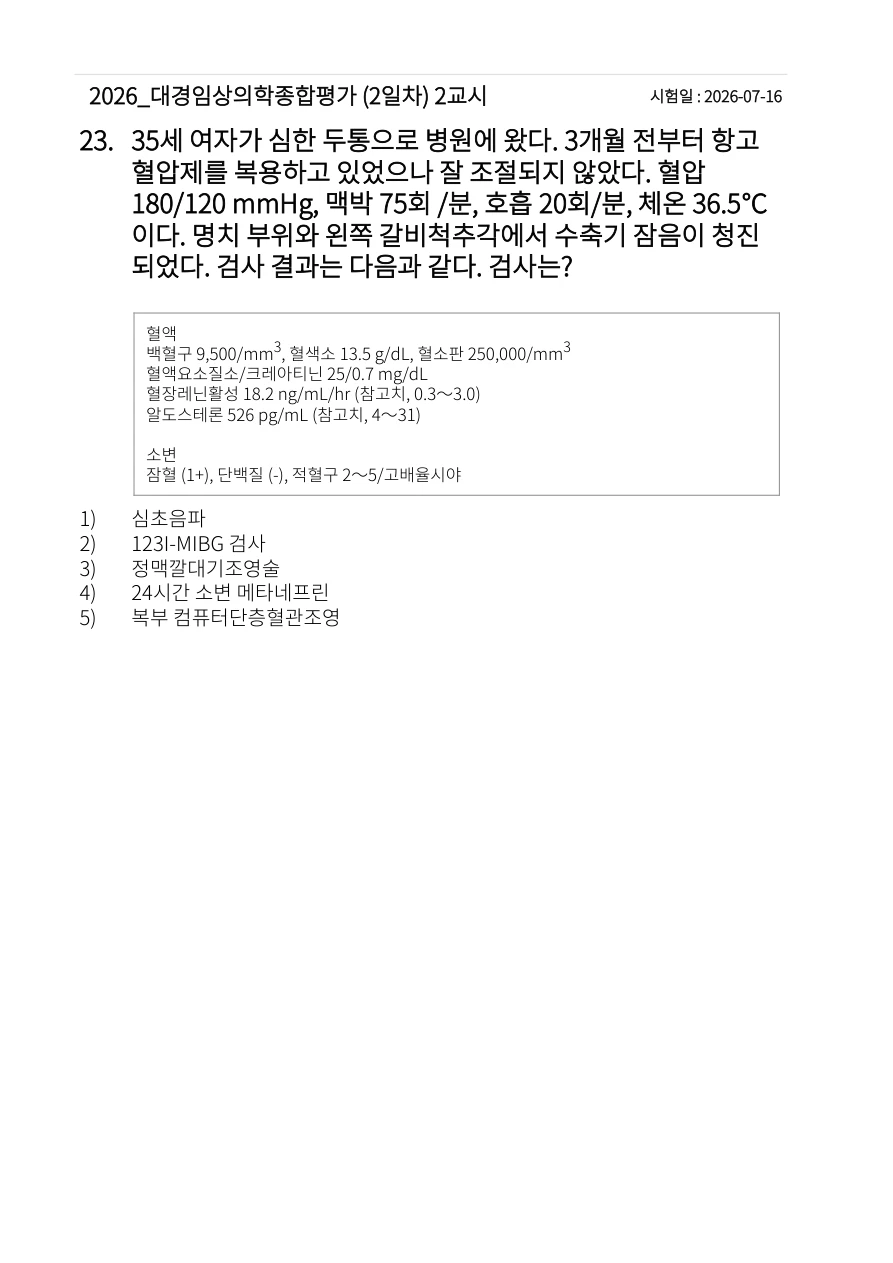 2026_대경임상의학종합평가 (2일차) 2교시
시험일 : 2026-07-16
23. 35세 여자가 심한 두통으로 병원에 왔다. 3개월 전부터 항고
혈압제를 복용하고 있었으나 잘 조절되지 않았다. 혈압
180/120 mmHg, 맥박 75회 /분, 호흡 20회/분, 체온 36.5℃
이다. 명치 부위와 왼쪽 갈비척추각에서 수축기 잠음이 청진
되었다. 검사 결과는 다음과 같다. 검사는?
혈액
백혈구 9,500/mm³, 혈색소 13.5 g/dL, 혈소판 250,000/mm³
혈액요소질소/크레아티닌 25/0.7 mg/dL
혈장레닌활성 18.2 ng/mL/hr (참고치, 0.3～3.0)
알도스테론 526 pg/mL (참고치, 4～31)
소변
잠혈 (1+), 단백질 (-), 적혈구 2～5/고배율시야
1) 심초음파
2) 123I-MIBG 검사
3) 정맥깔대기조영술
4) 24시간 소변 메타네프린
5) 복부 컴퓨터단층혈관조영